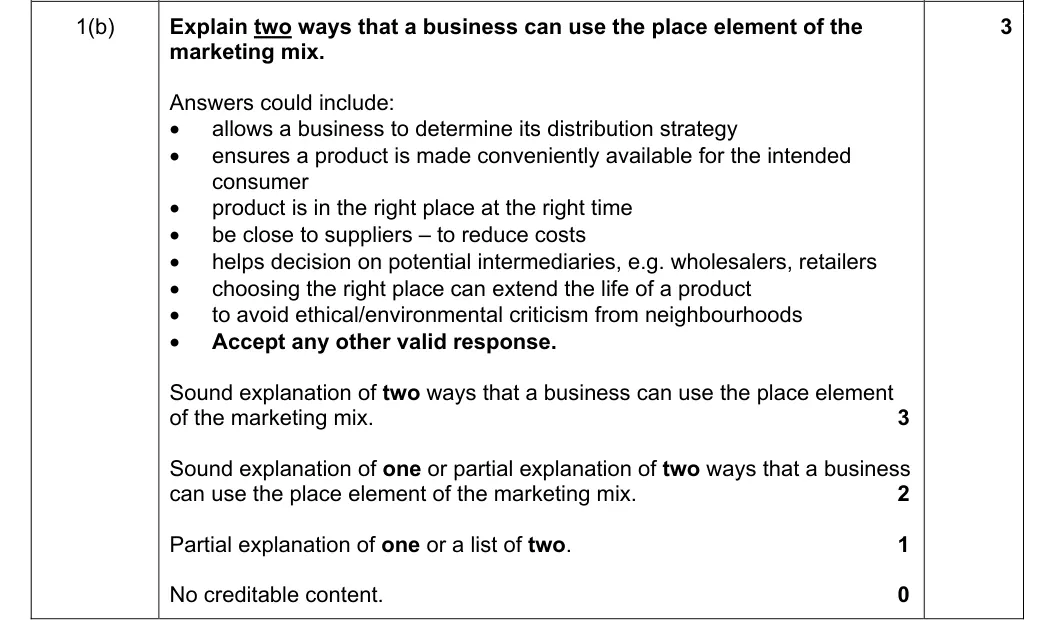 1(b)
Explain two ways that a business can use the place element of the
3
marketing mix.
Answers could include:
• allows a business to determine its distribution strategy
• ensures a product is made conveniently available for the intended
consumer
• product is in the right place at the right time
• be close to suppliers – to reduce costs
• helps decision on potential intermediaries, e.g. wholesalers, retailers
• choosing the right place can extend the life of a product
• to avoid ethical/environmental criticism from neighbourhoods
• Accept any other valid response.
Sound explanation of two ways that a business can use the place element
of the marketing mix. 3
Sound explanation of one or partial explanation of two ways that a business
can use the place element of the marketing mix. 2
Partial explanation of one or a list of two. 1
No creditable content. 0